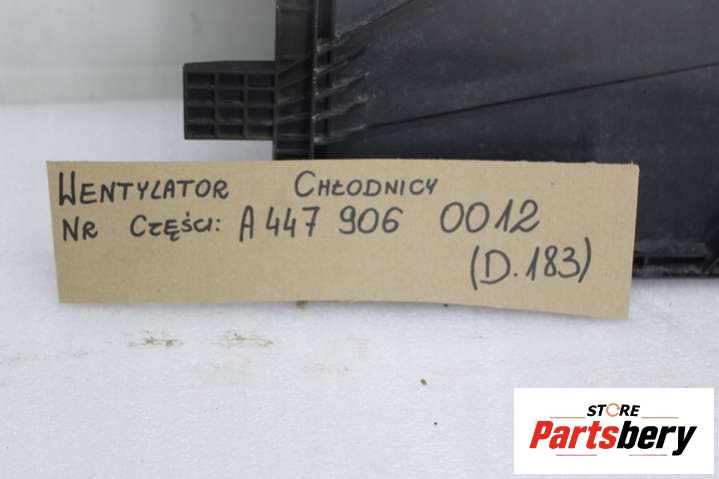 WENTYLATOR CHŁODNICY
NR CZĘŚCI: A 447 906 0012
(D.183)
STORE
Partsbery